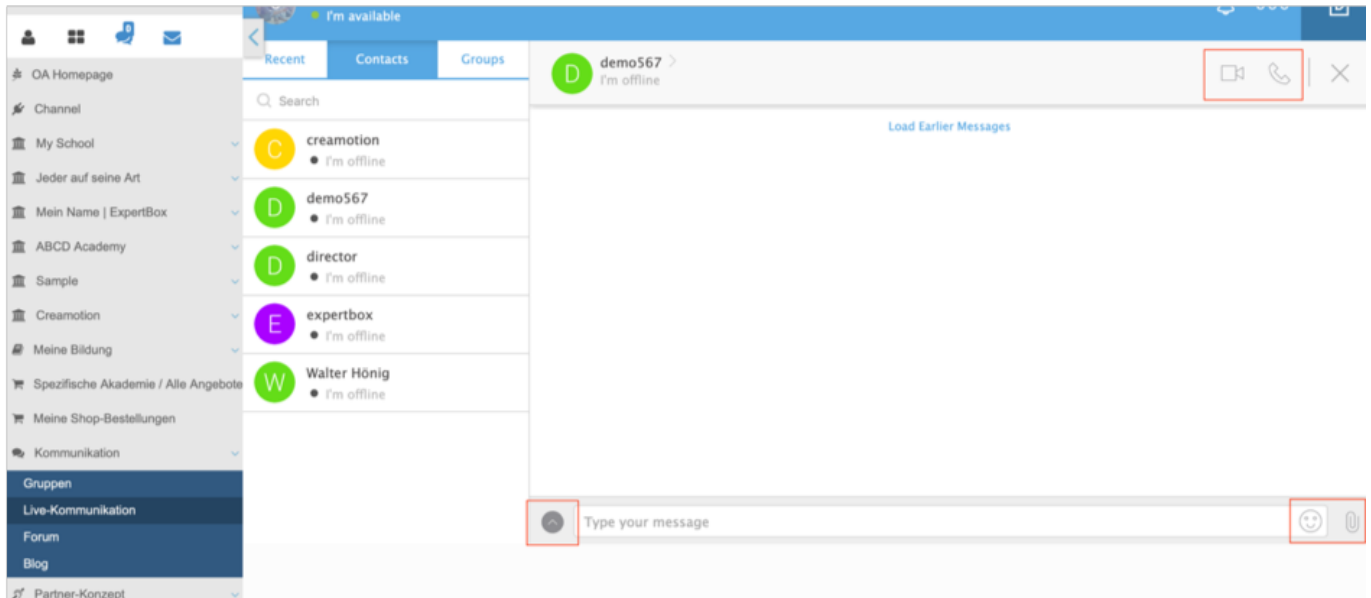 0
OA Homepage
Channel
My School
Jeder auf seine Art
Mein Name | ExpertBox
ABCD Academy
Sample
Creamotion
Meine Bildung
Spezifische Akademie / Alle Angebote
Meine Shop-Bestellungen
Kommunikation
Gruppen
Live-Kommunikation
Forum
Blog
Partner-Konzept
I'm available
Recent Contacts Groups
Search
C
creamotion
I'm offline
D
demo567
I'm offline
D
director
I'm offline
E
expertbox
I'm offline
W
Walter Hönig
I'm offline
D
demo567
I'm offline
Load Earlier Messages
Type your message